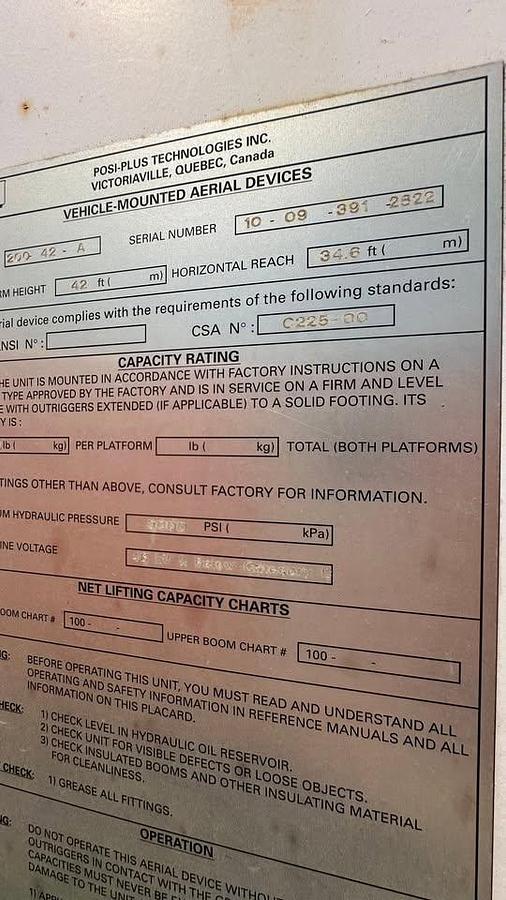 POSI-PLUS TECHNOLOGIES INC.
VICTORIAVILLE, QUEBEC, Canada
VEHICLE-MOUNTED AERIAL DEVICES
200-42-A SERIAL NUMBER 10-09-391-2822
RM HEIGHT 42 ft ( m) HORIZONTAL REACH 34.6 ft ( m)
rial device complies with the requirements of the following standards:
NSI Nº: CSA Nº: C225-00
CAPACITY RATING
HE UNIT IS MOUNTED IN ACCORDANCE WITH FACTORY INSTRUCTIONS ON A
TYPE APPROVED BY THE FACTORY AND IS IN SERVICE ON A FIRM AND LEVEL
E WITH OUTRIGGERS EXTENDED (IF APPLICABLE) TO A SOLID FOOTING. ITS
Y IS:
lb ( kg) PER PLATFORM lb ( kg) TOTAL (BOTH PLATFORMS)
TINGS OTHER THAN ABOVE, CONSULT FACTORY FOR INFORMATION.
UM HYDRAULIC PRESSURE PSI ( kPa)
INE VOLTAGE
NET LIFTING CAPACITY CHARTS
OOM CHART # 100 - - UPPER BOOM CHART # 100 - -
NG: BEFORE OPERATING THIS UNIT, YOU MUST READ AND UNDERSTAND ALL
OPERATING AND SAFETY INFORMATION IN REFERENCE MANUALS AND ALL
INFORMATION ON THIS PLACARD.
HECK: 1) CHECK LEVEL IN HYDRAULIC OIL RESERVOIR.
2) CHECK UNIT FOR VISIBLE DEFECTS OR LOOSE OBJECTS.
3) CHECK INSULATED BOOMS AND OTHER INSULATING MATERIAL
FOR CLEANLINESS.
CHECK: 1) GREASE ALL FITTINGS.
OPERATION
NG: DO NOT OPERATE THIS AERIAL DEVICE WITHOU
OUTRIGGERS IN CONTACT WITH THE
CAPACITIES MUST NEVER BE
DAMAGE TO THE UNIT
1)